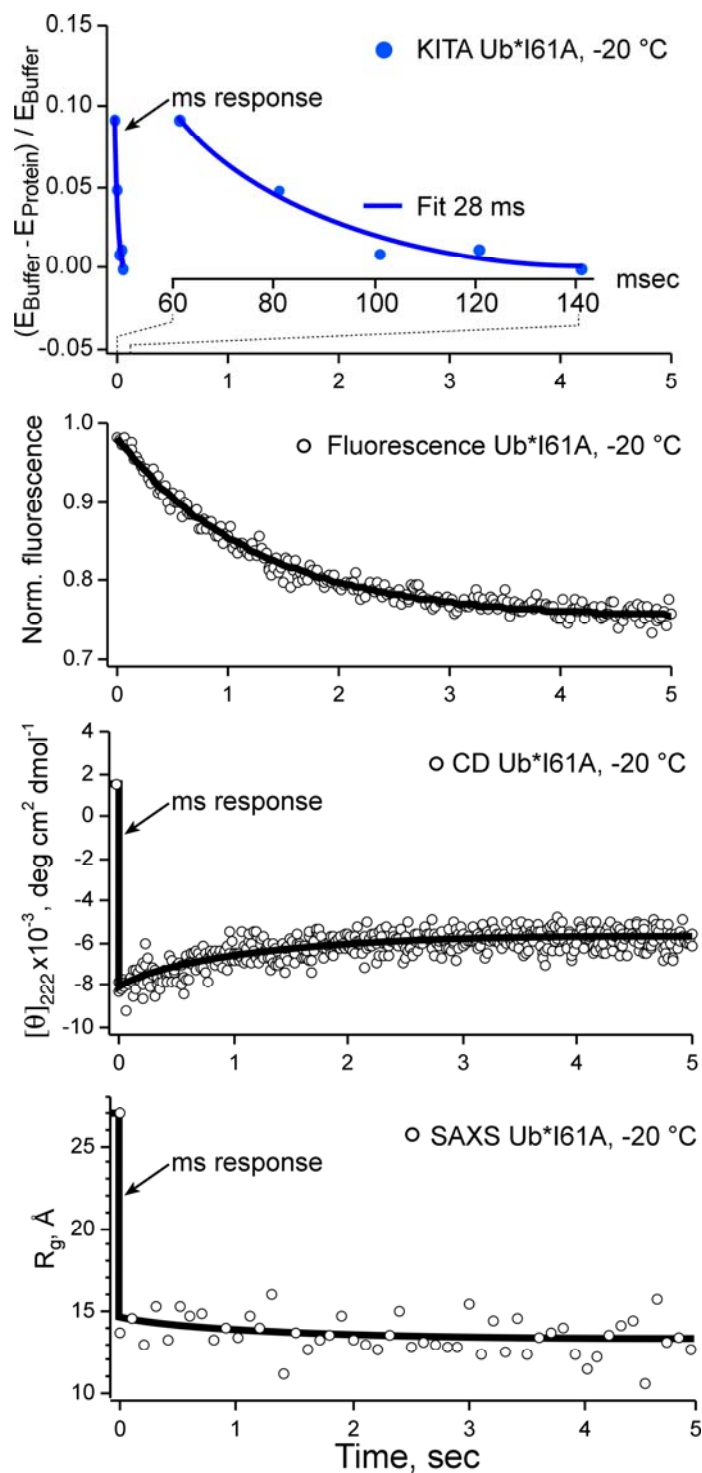 0.15
KITA Ub*I61A, -20 °C
ms response
0.10
0.05
Fit 28 ms
0.00
msec
60 80 100 120 140
-0.05
(E_Buffer - E_Protein) / E_Buffer
0 1 2 3 4 5
1.0
Fluorescence Ub*I61A, -20 °C
0.9
0.8
0.7
Norm. fluorescence
0 1 2 3 4 5
4
CD Ub*I61A, -20 °C
2
ms response
0
-2
-4
-6
-8
-10
[θ]222x10-3 , deg cm2 dmol-1
0 1 2 3 4 5
SAXS Ub*I61A, -20 °C
25
ms response
20
15
10
Rg, Å
0 1 2 3 4 5
Time, sec